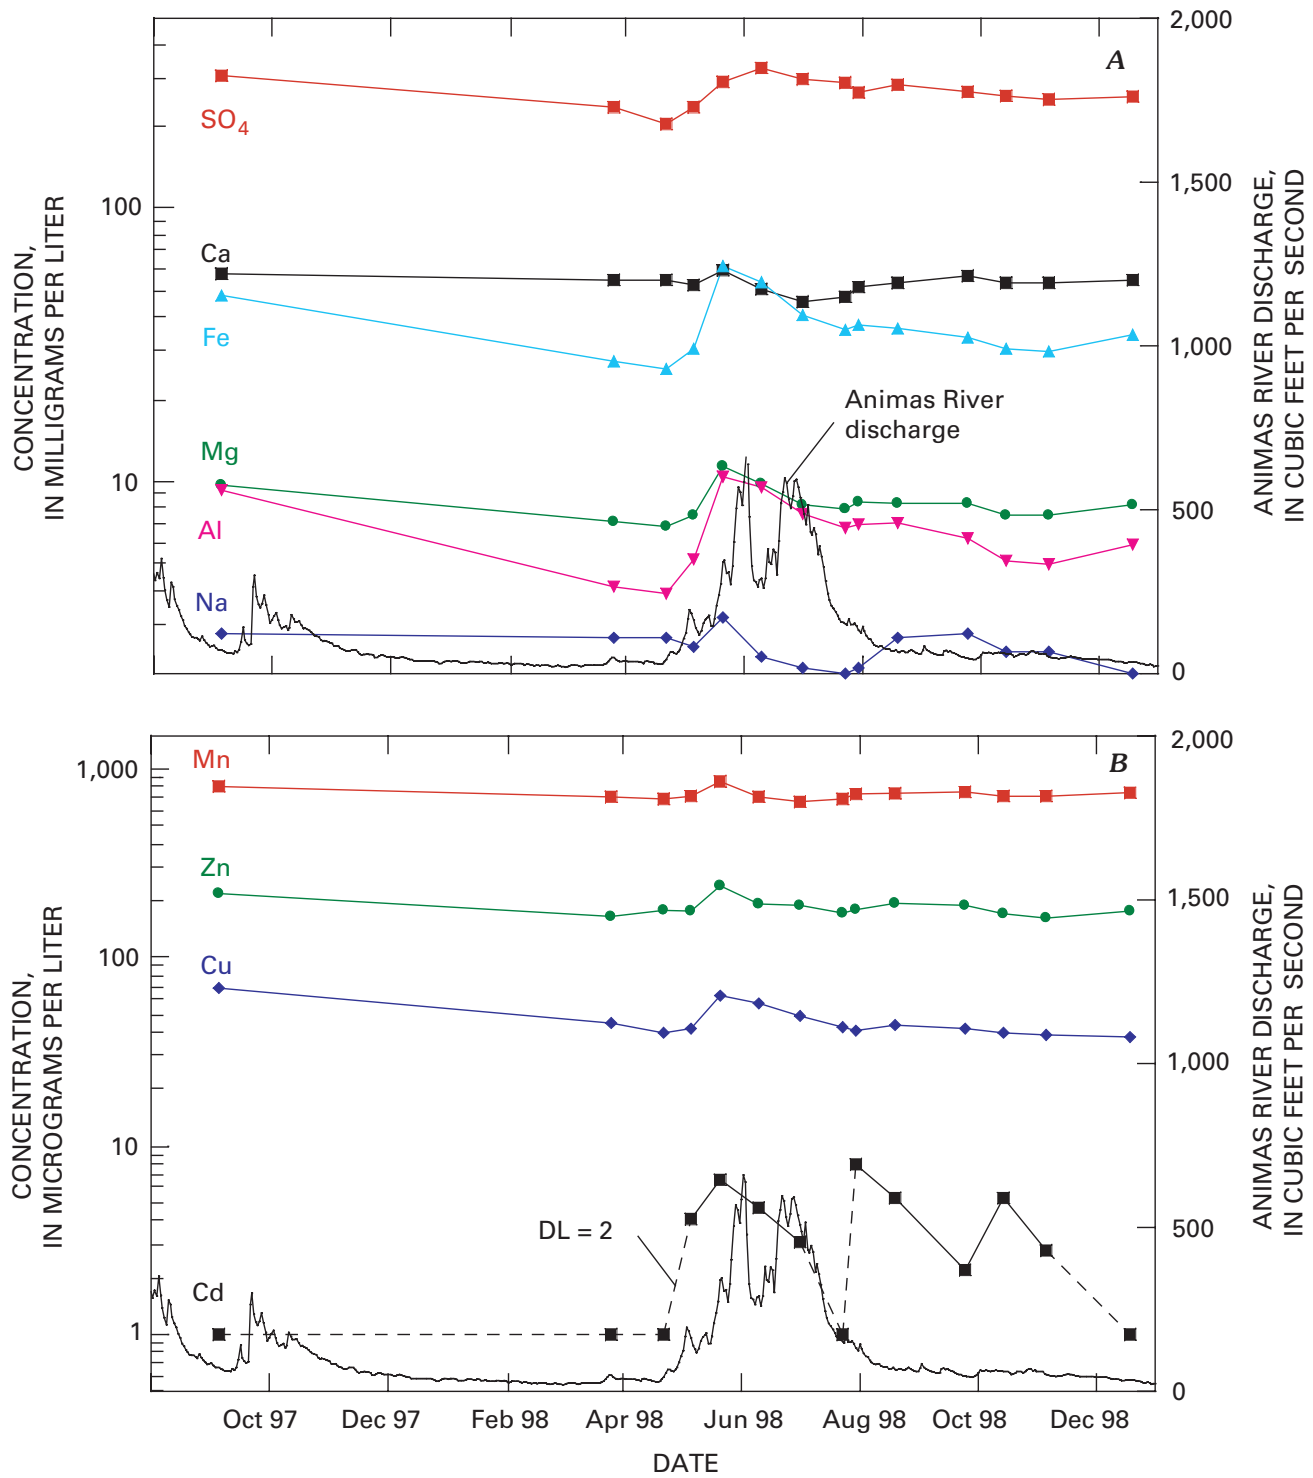 2,000
A
SO4
1,500
CONCENTRATION,
IN MILLIGRAMS PER LITER
100
Ca
Fe
1,000
ANIMAS RIVER DISCHARGE,
IN CUBIC FEET PER SECOND
Animas River
discharge
Mg
10
Al
500
Na
0
2,000
Mn
B
1,000
Zn
1,500
CONCENTRATION,
IN MICROGRAMS PER LITER
100
Cu
1,000
ANIMAS RIVER DISCHARGE,
IN CUBIC FEET PER SECOND
10
DL = 2
500
Cd
1
0
Oct 97 Dec 97 Feb 98 Apr 98 Jun 98 Aug 98 Oct 98 Dec 98
DATE